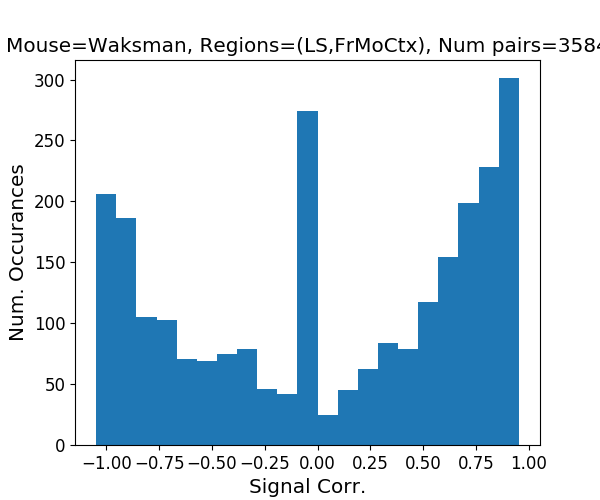 Mouse=Waksman, Regions=(LS,FrMoCtx), Num pairs=3584
300
250
200
150
100
50
0
Num. Occurances
−1.00 −0.75 −0.50 −0.25 0.00 0.25 0.50 0.75 1.00
Signal Corr.